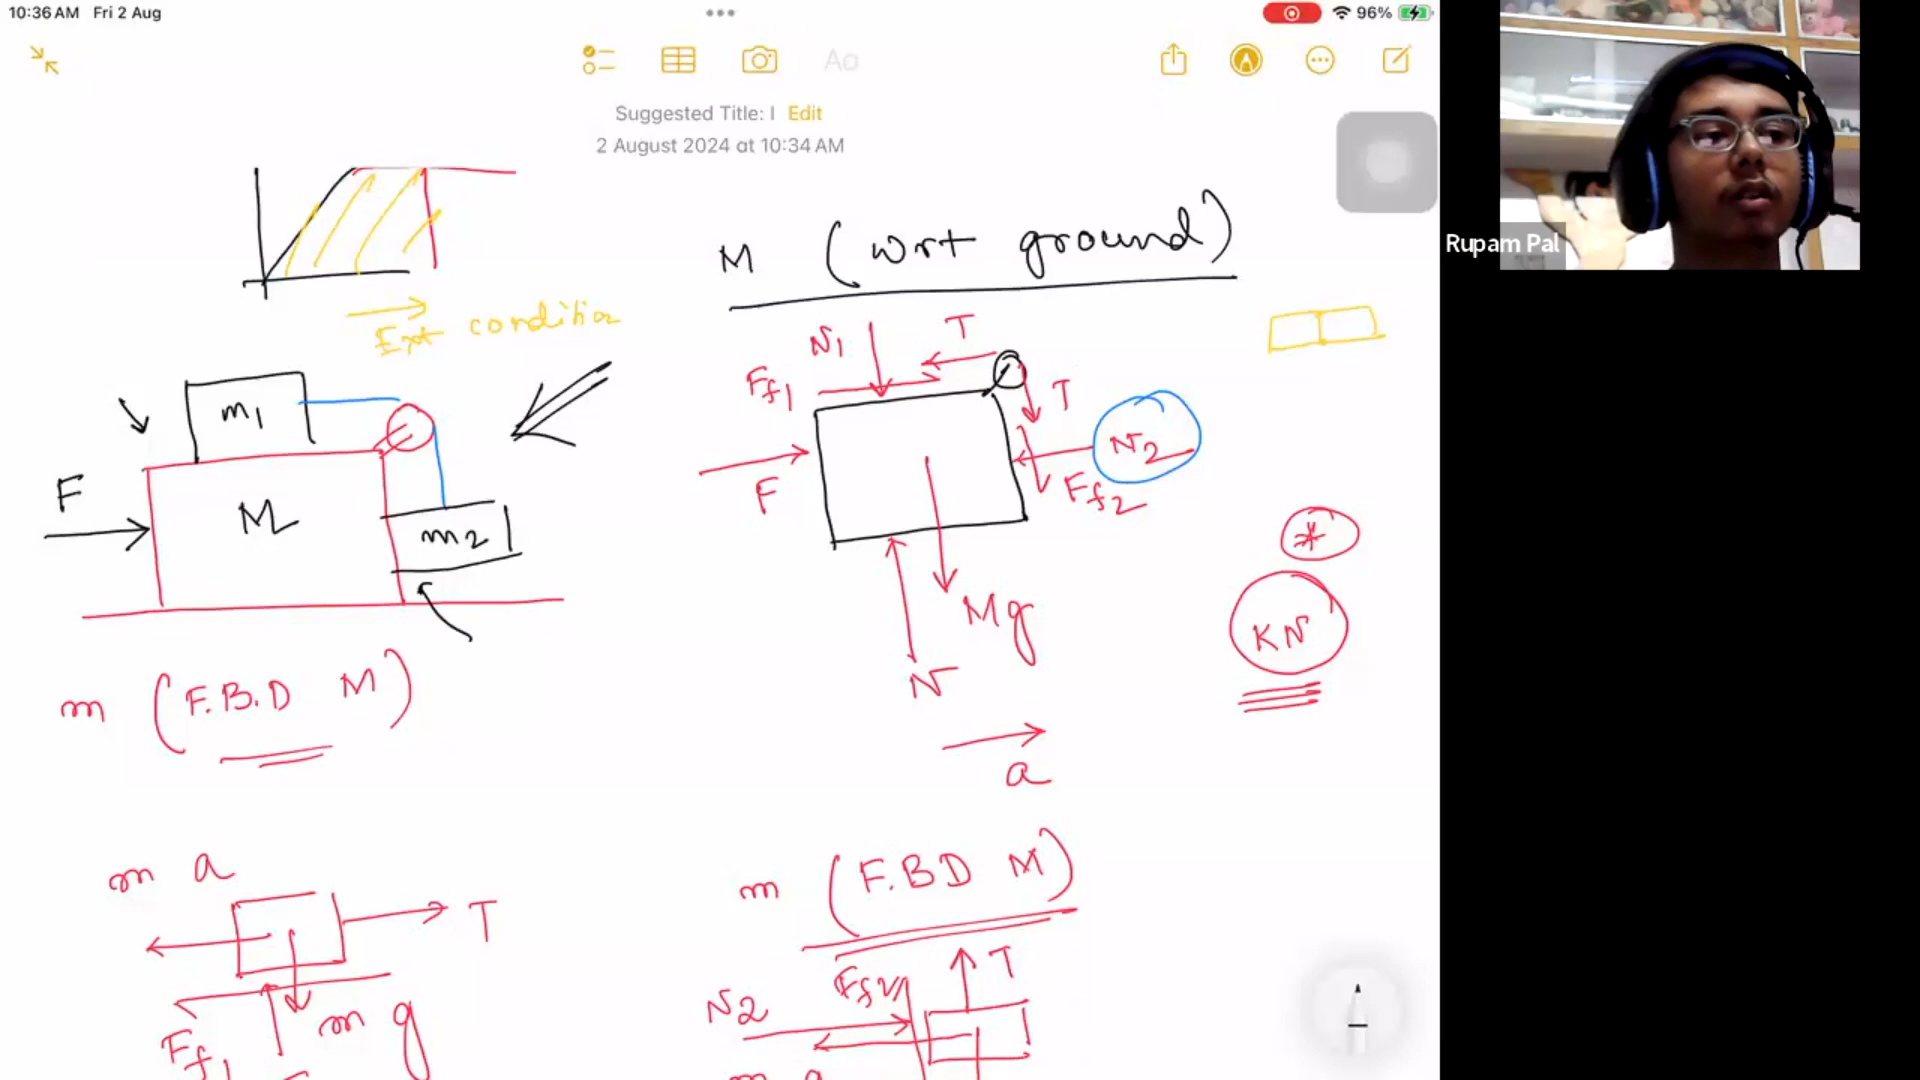 10:36 AM Fri 2 Aug
96%
Aa
Suggested Title: I Edit
2 August 2024 at 10:34 AM
Rupam Pal
M (wrt ground)
Ext condition
N1
T
Ff1
T
N2
F
Ff2
Mg
N
a
*
KN
m1
F
M
m2
m (F.B.D M)
m a
T
Ff1
m g
m (F.B D M)
T
N2
Ff2
m a